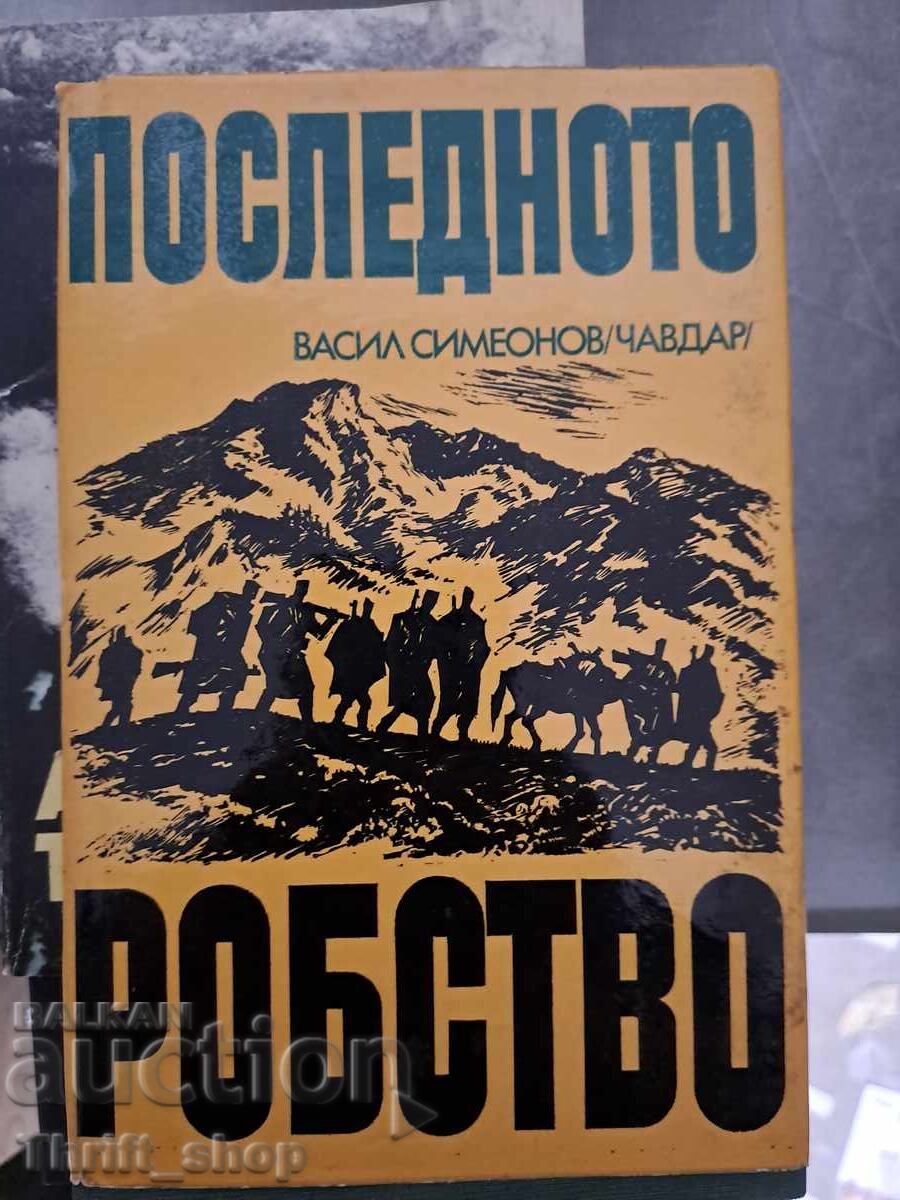 ПОСЛЕДНОТО
ВАСИЛ СИМЕОНОВ/ЧАВДАР/
РОБСТВО
BALKAN
auction
Thrift_shop